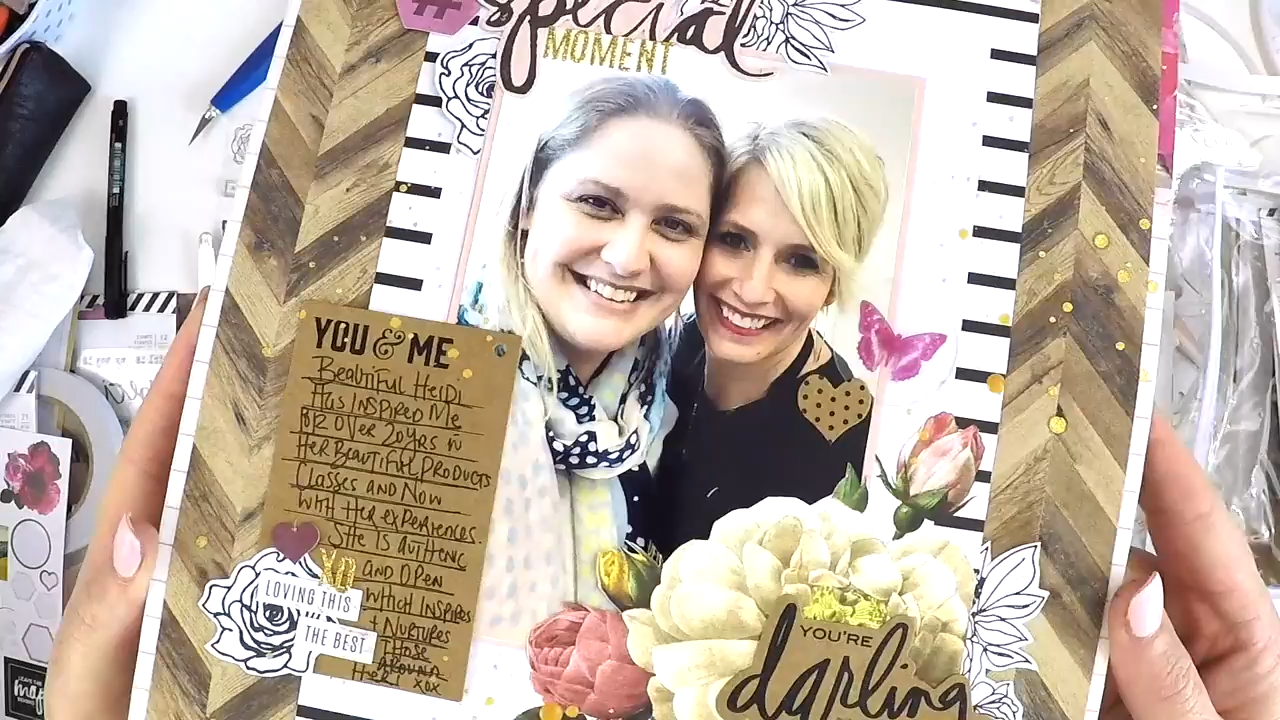 #
special
MOMENT
YOU & ME
Beautiful Heidi
Has Inspired Me
for over 20yrs w
Her Beautiful Products
Classes and Now
with Her experiences.
She is authenic
and open
which inspires
+ Nurtures
those
around
Her! xox
XO
LOVING THIS
THE BEST
YOU'RE
darling